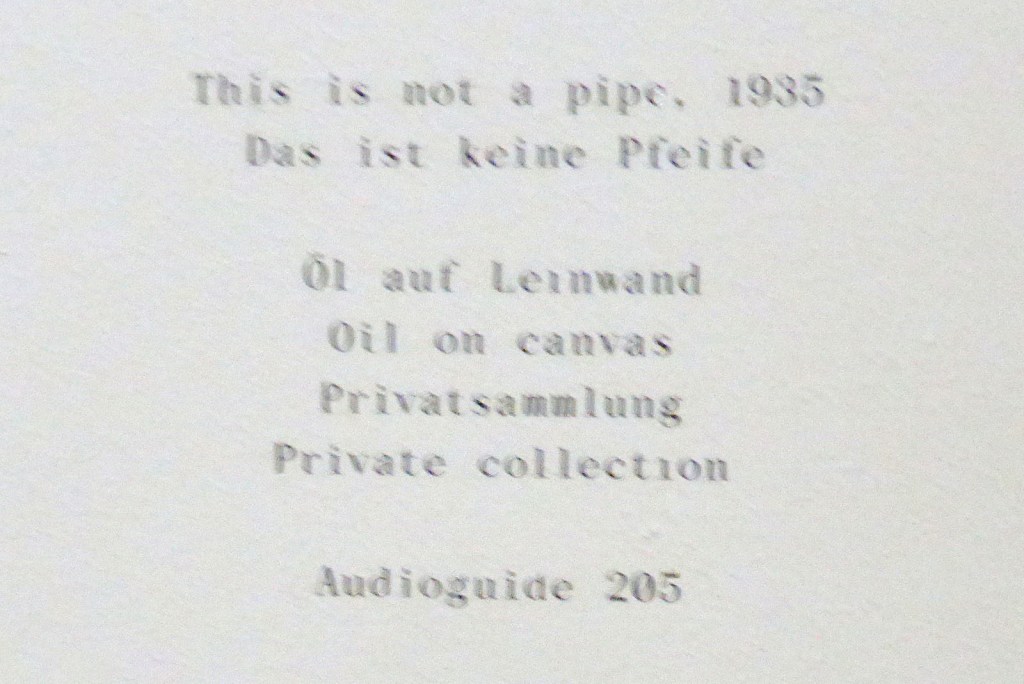 This is not a pipe. 1935
Das ist keine Pfeife
Öl auf Leinwand
Oil on canvas
Privatsammlung
Private collection
Audioguide 205